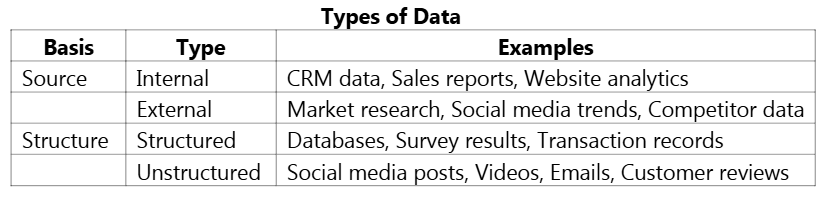 Types of Data
Basis Type Examples
Source Internal CRM data, Sales reports, Website analytics
External Market research, Social media trends, Competitor data
Structure Structured Databases, Survey results, Transaction records
Unstructured Social media posts, Videos, Emails, Customer reviews